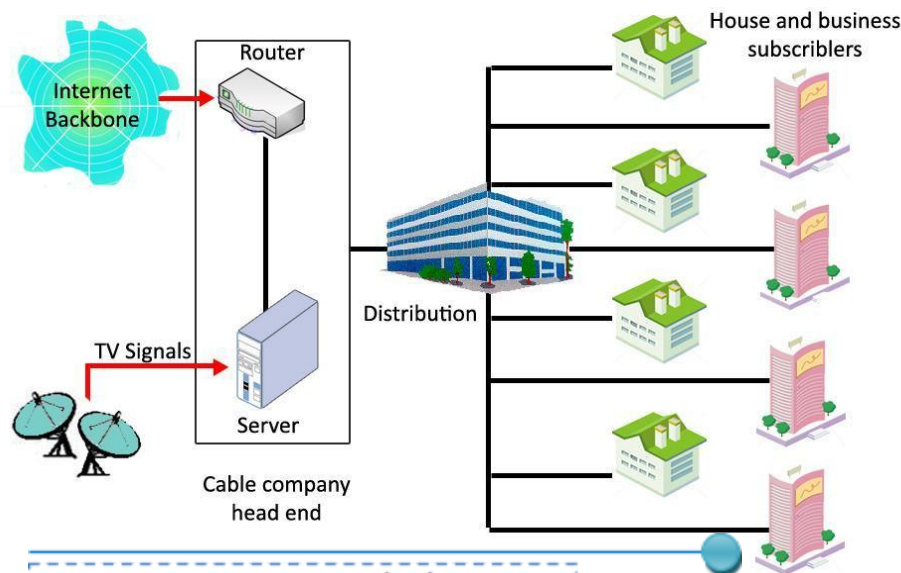 House and business
subscriblers
Router
Internet
Backbone
Distribution
TV Signals
Server
Cable company
head end